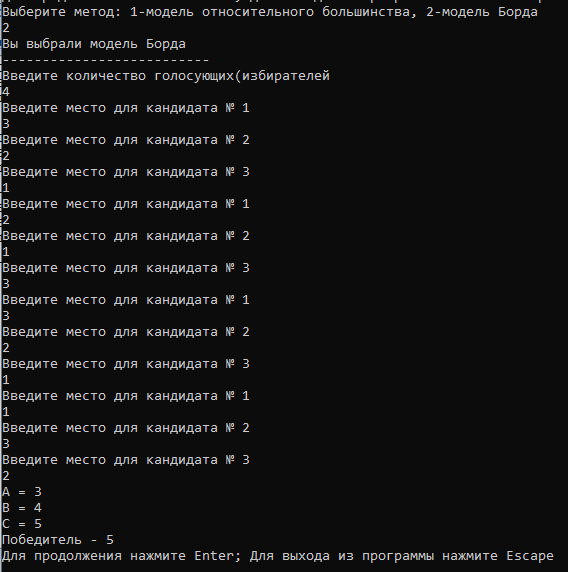 Выберите метод: 1-модель относительного большинства, 2-модель Борда
2
Вы выбрали модель Борда
--------------------------
Введите количество голосующих(избирателей
4
Введите место для кандидата № 1
3
Введите место для кандидата № 2
2
Введите место для кандидата № 3
1
Введите место для кандидата № 1
2
Введите место для кандидата № 2
1
Введите место для кандидата № 3
3
Введите место для кандидата № 1
3
Введите место для кандидата № 2
2
Введите место для кандидата № 3
1
Введите место для кандидата № 1
1
Введите место для кандидата № 2
3
Введите место для кандидата № 3
2
A = 3
B = 4
C = 5
Победитель - 5
Для продолжения нажмите Enter; Для выхода из программы нажмите Escape